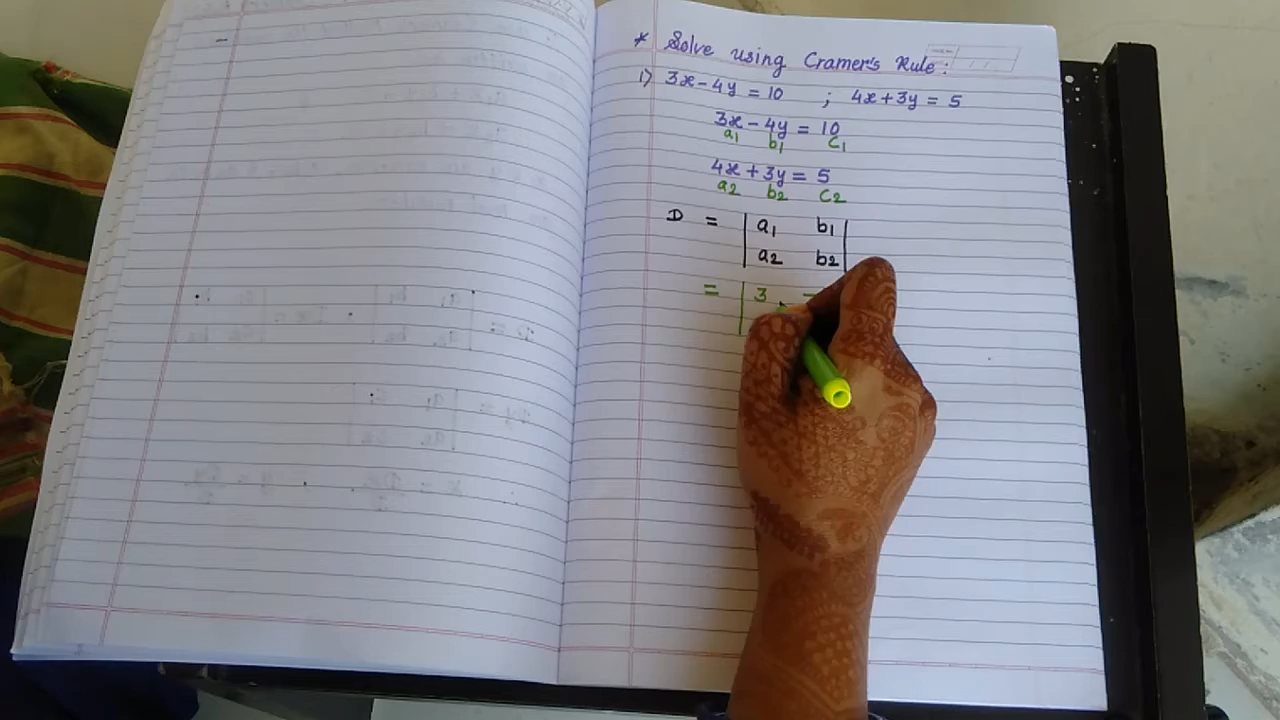 * Solve using Cramer's Rule :
1) 3x - 4y = 10 ; 4x + 3y = 5
3x - 4y = 10
a1 b1 c1
4x + 3y = 5
a2 b2 c2
D = | a1 b1 |
| a2 b2 |
= | 3 -